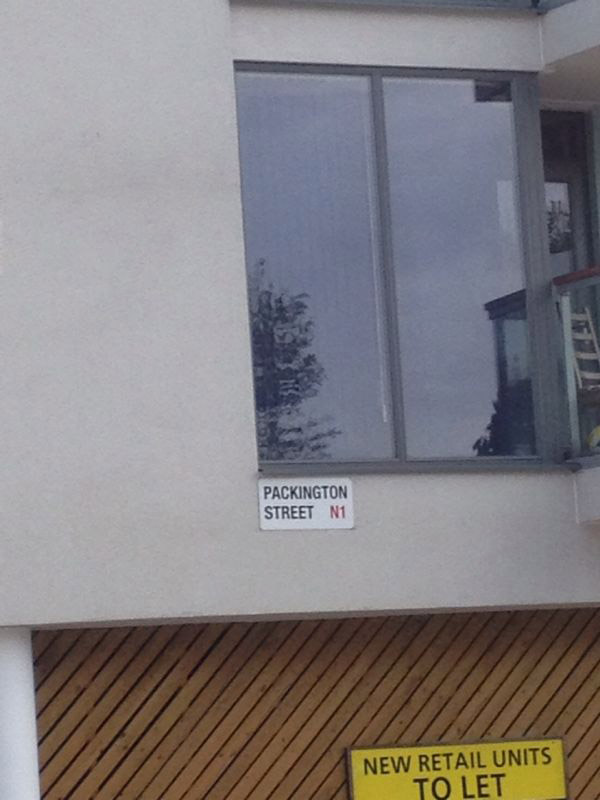 PACKINGTON
STREET N1
NEW RETAIL UNITS
TO LET